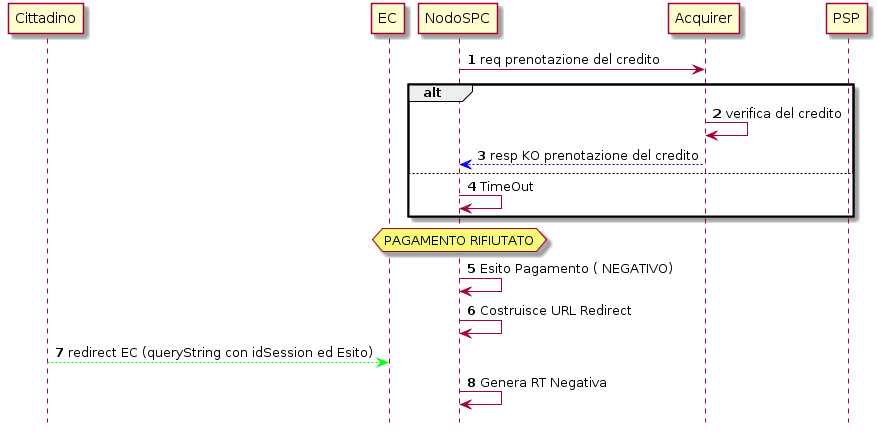 Cittadino
EC
NodoSPC
Acquirer
PSP
1 req prenotazione del credito
alt
2 verifica del credito
3 resp KO prenotazione del credito
4 TimeOut
PAGAMENTO RIFIUTATO
5 Esito Pagamento ( NEGATIVO)
6 Costruisce URL Redirect
7 redirect EC (queryString con idSession ed Esito)
8 Genera RT Negativa